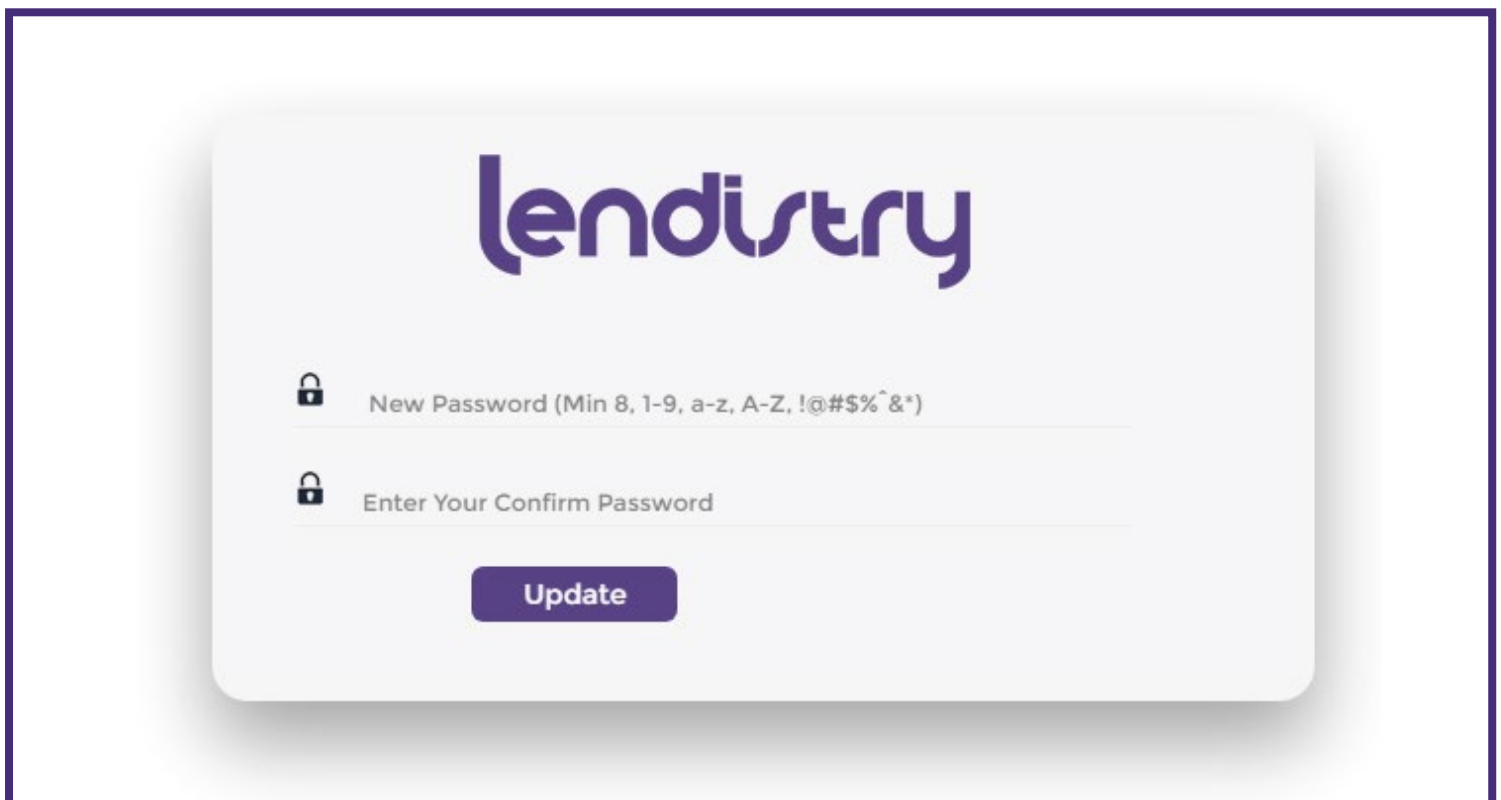 lendistry
New Password (Min 8, 1-9, a-z, A-Z, !@#$%^&*)
Enter Your Confirm Password
Update